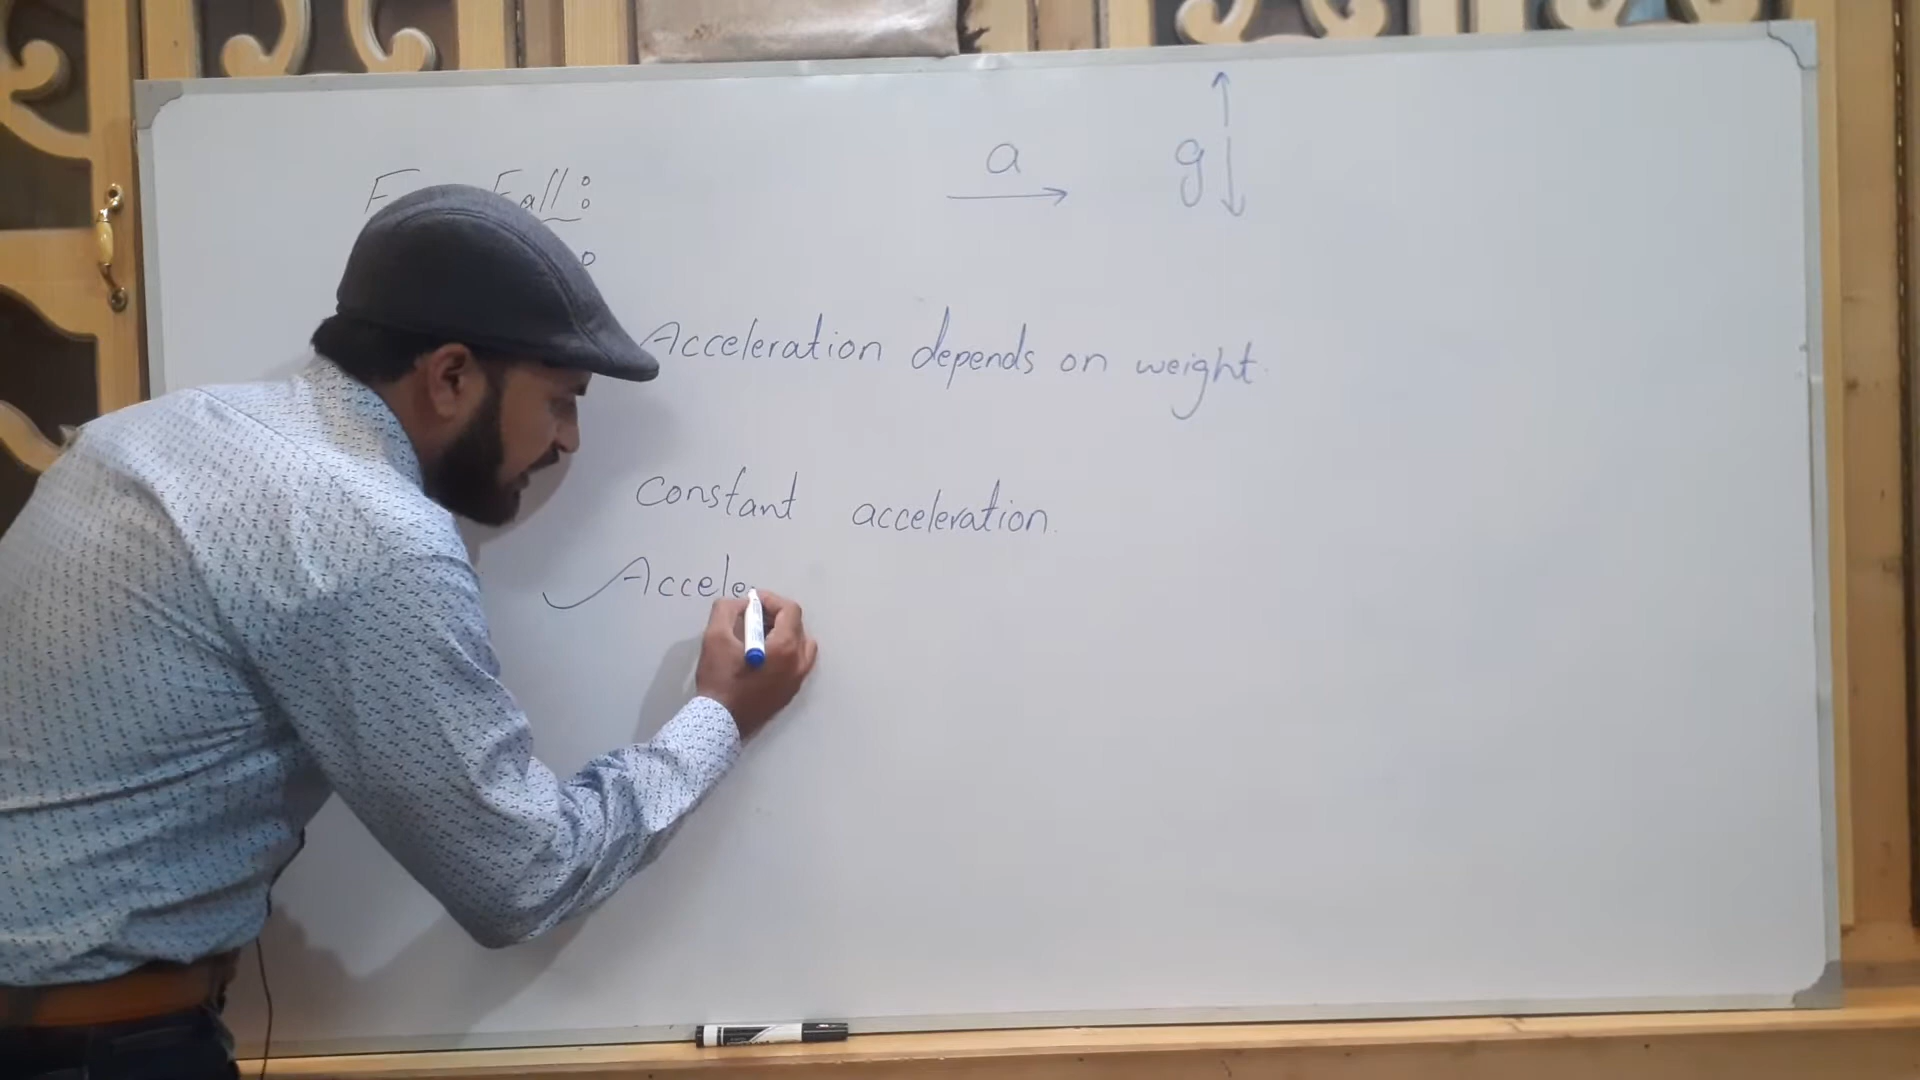 a g
Fall:
Acceleration depends on weight.
Constant acceleration.
Accele